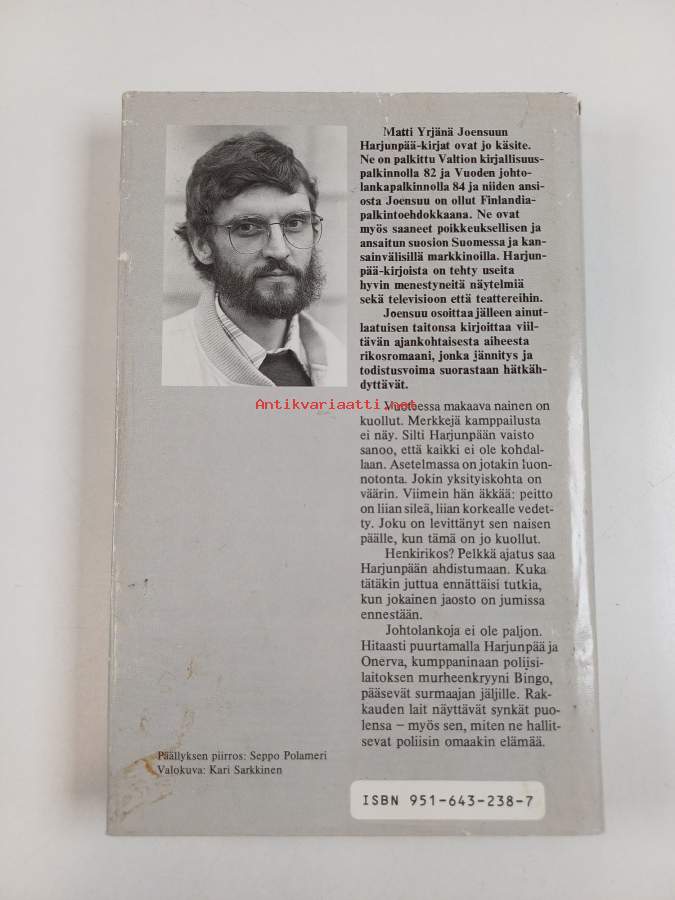 Matti Yrjänä Joensuun
Harjunpää-kirjat ovat jo käsite.
Ne on palkittu Valtion kirjallisuus-
palkinnolla 82 ja Vuoden johto-
lankapalkinnolla 84 ja niiden ansi-
osta Joensuu on ollut Finlandia-
palkintoehdokkaana. Ne ovat
myös saaneet poikkeuksellisen ja
ansaitun suosion Suomessa ja kan-
sainvälisillä markkinoilla. Harjun-
pää-kirjoista on tehty useita
hyvin menestyneitä näytelmiä
sekä televisioon että teattereihin.
Joensuu osoittaa jälleen ainut-
laatuisen taitonsa kirjoittaa viil-
tävän ajankohtaisesta aiheesta
rikosromaani, jonka jännitys ja
todistusvoima suorastaan hätkäh-
dyttävät.
Antikvariaatti.net
Vuoteessa makaava nainen on
kuollut. Merkkejä kamppailusta
ei näy. Silti Harjunpään vaisto
sanoo, että kaikki ei ole kohdal-
laan. Asetelmassa on jotakin luon-
notonta. Jokin yksityiskohta on
väärin. Viimein hän äkkää: peitto
on liian sileä, liian korkealle vedet-
ty. Joku on levittänyt sen naisen
päälle, kun tämä on jo kuollut.
Henkirikos? Pelkkä ajatus saa
Harjunpään ahdistumaan. Kuka
tätäkin juttua ennättäisi tutkia,
kun jokainen jaosto on jumissa
ennestään.
Johtolankoja ei ole paljon.
Hitaasti puurtamalla Harjunpää ja
Onerva, kumppaninaan poliisi-
laitoksen murheenkryyni Bingo,
pääsevät surmaajan jäljille. Rak-
kauden lait näyttävät synkät puo-
lensa – myös sen, miten ne hallit-
sevat poliisin omaakin elämää.
Päällyksen piirros: Seppo Polameri
Valokuva: Kari Sarkkinen
ISBN 951-643-238-7